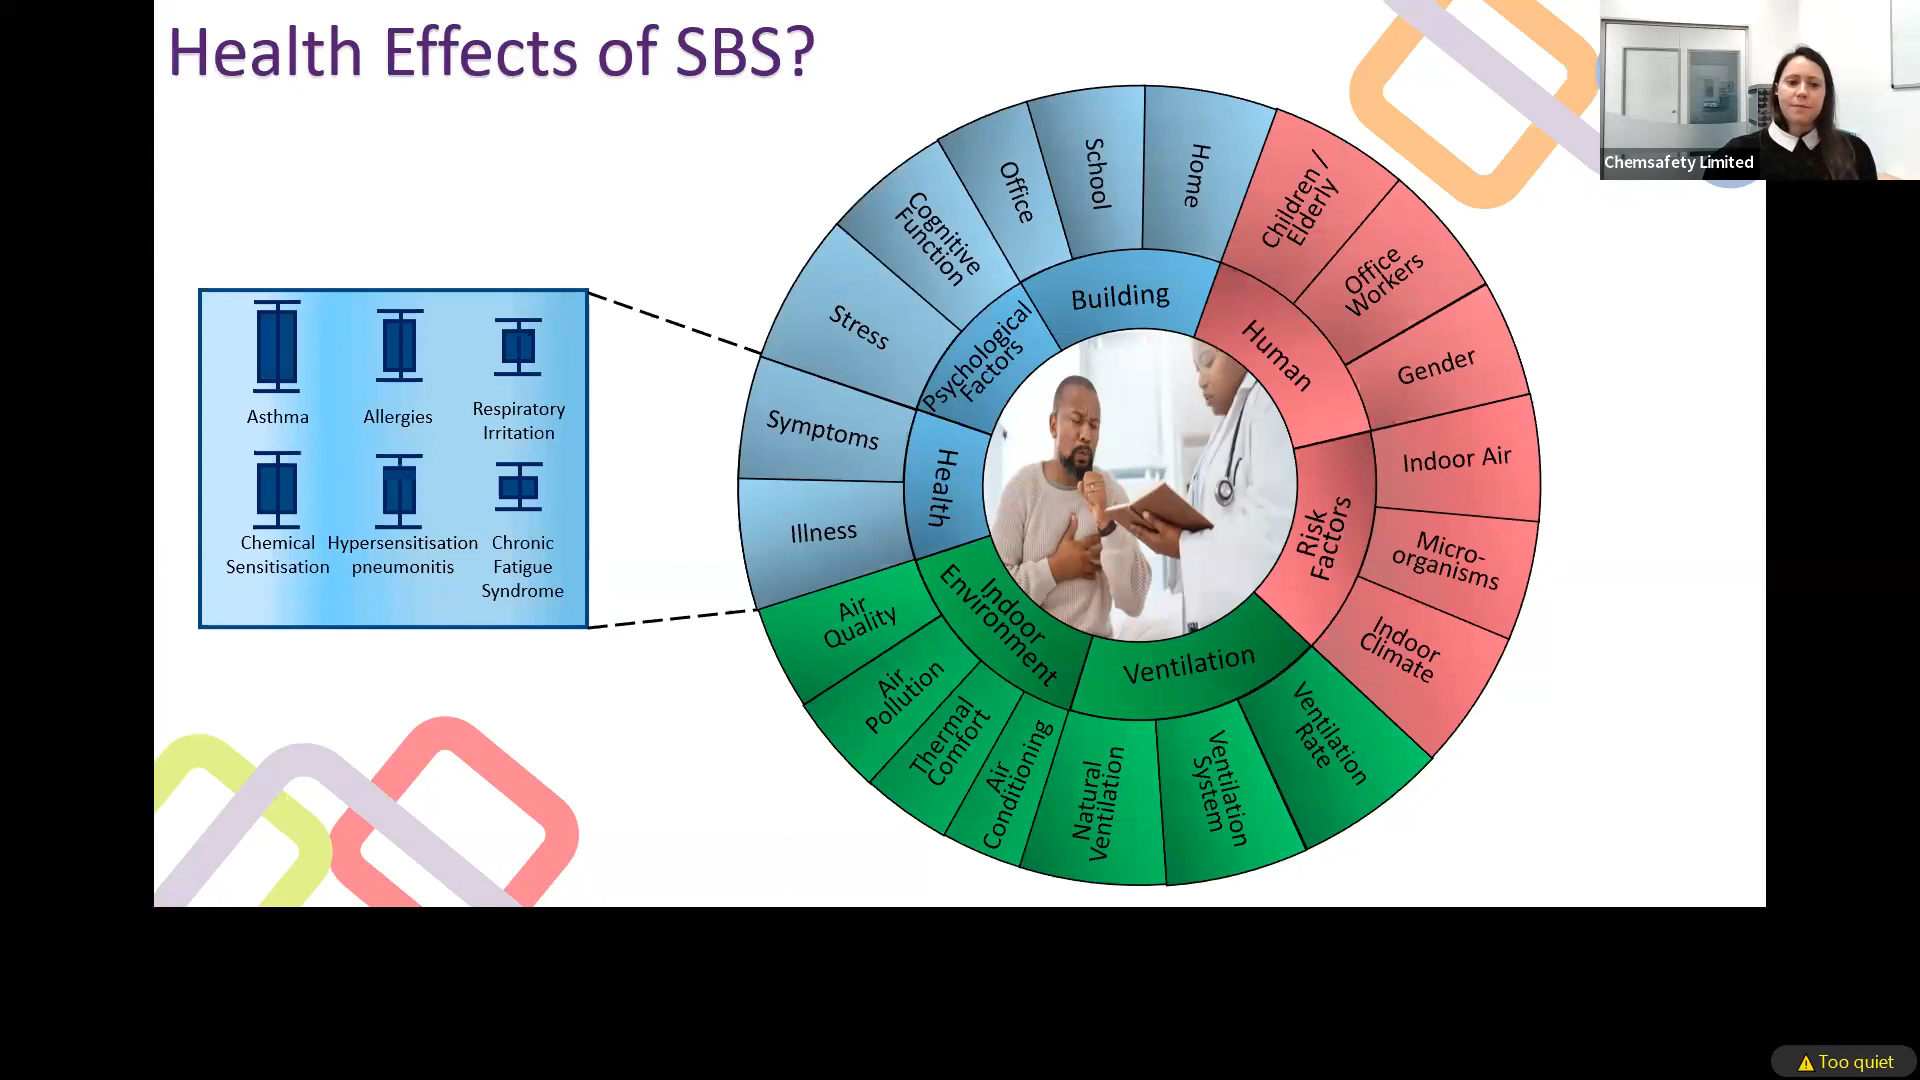 Health Effects of SBS?
Chemsafety Limited
Asthma
Allergies
Respiratory
Irritation
Chemical
Sensitisation
Hypersensitisation
pneumonitis
Chronic
Fatigue
Syndrome
Building
Office
School
Home
Human
Children /
Elderly
Office
Workers
Gender
Risk
Factors
Indoor Air
Micro-
organisms
Indoor
Climate
Ventilation
Ventilation
Rate
Ventilation
System
Natural
Ventilation
Indoor
Environment
Air
Conditioning
Thermal
Comfort
Air
Pollution
Air
Quality
Health
Illness
Symptoms
Psychological
Factors
Stress
Cognitive
Function
Too quiet